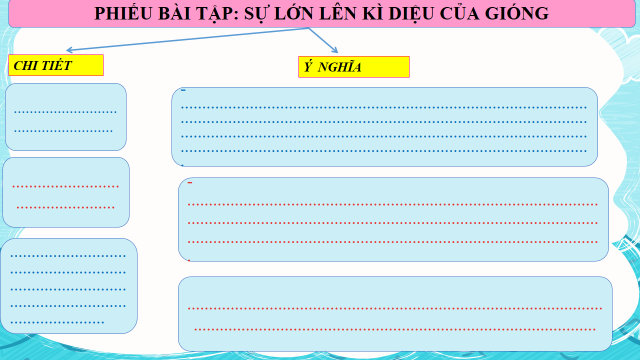 PHIẾU BÀI TẬP: SỰ LỚN LÊN KÌ DIỆU CỦA GIÓNG
CHI TIẾT
Ý NGHĨA